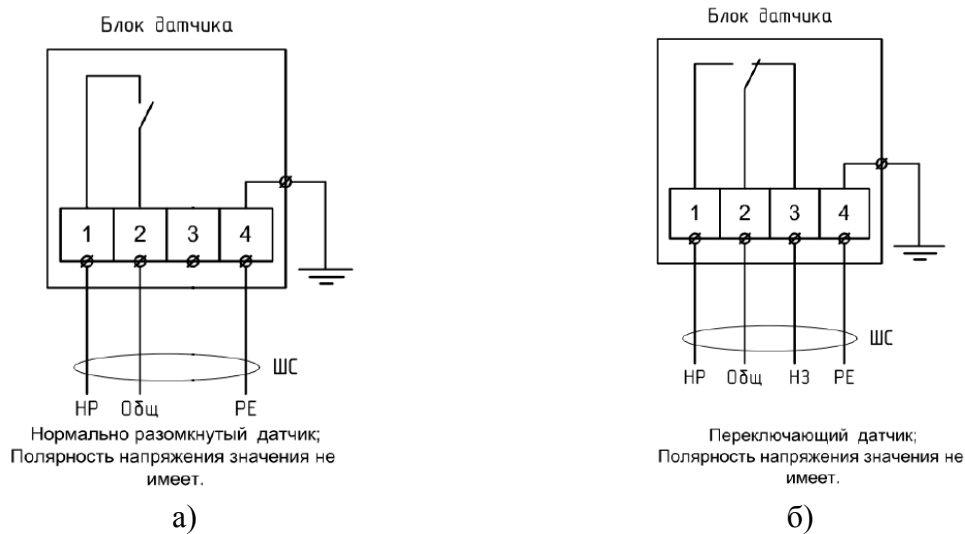 Блок датчика
1 2 3 4
ШС
НР Общ РЕ
Нормально разомкнутый датчик;
Полярность напряжения значения не
имеет.
а)
Блок датчика
1 2 3 4
ШС
НР Общ НЗ РЕ
Переключающий датчик;
Полярность напряжения значения не
имеет.
б)